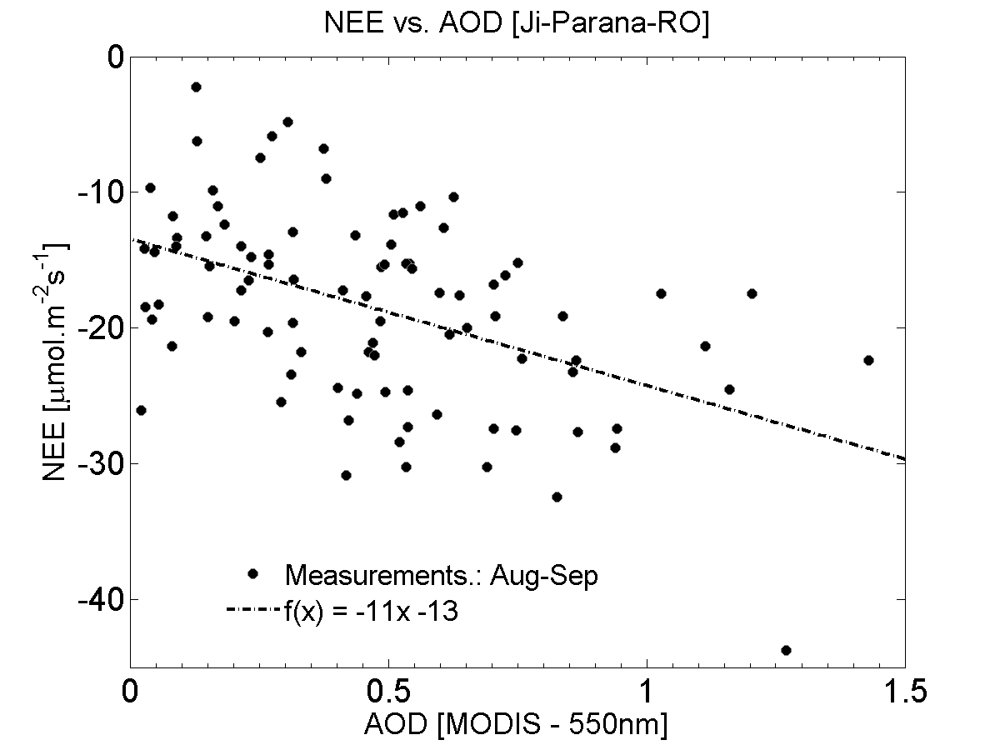 NEE vs. AOD [Ji-Parana-RO]
0
-10
-20
-30
-40
NEE [μmol.m-2s-1]
Measurements.: Aug-Sep
f(x) = -11x -13
0 0.5 1 1.5
AOD [MODIS - 550nm]